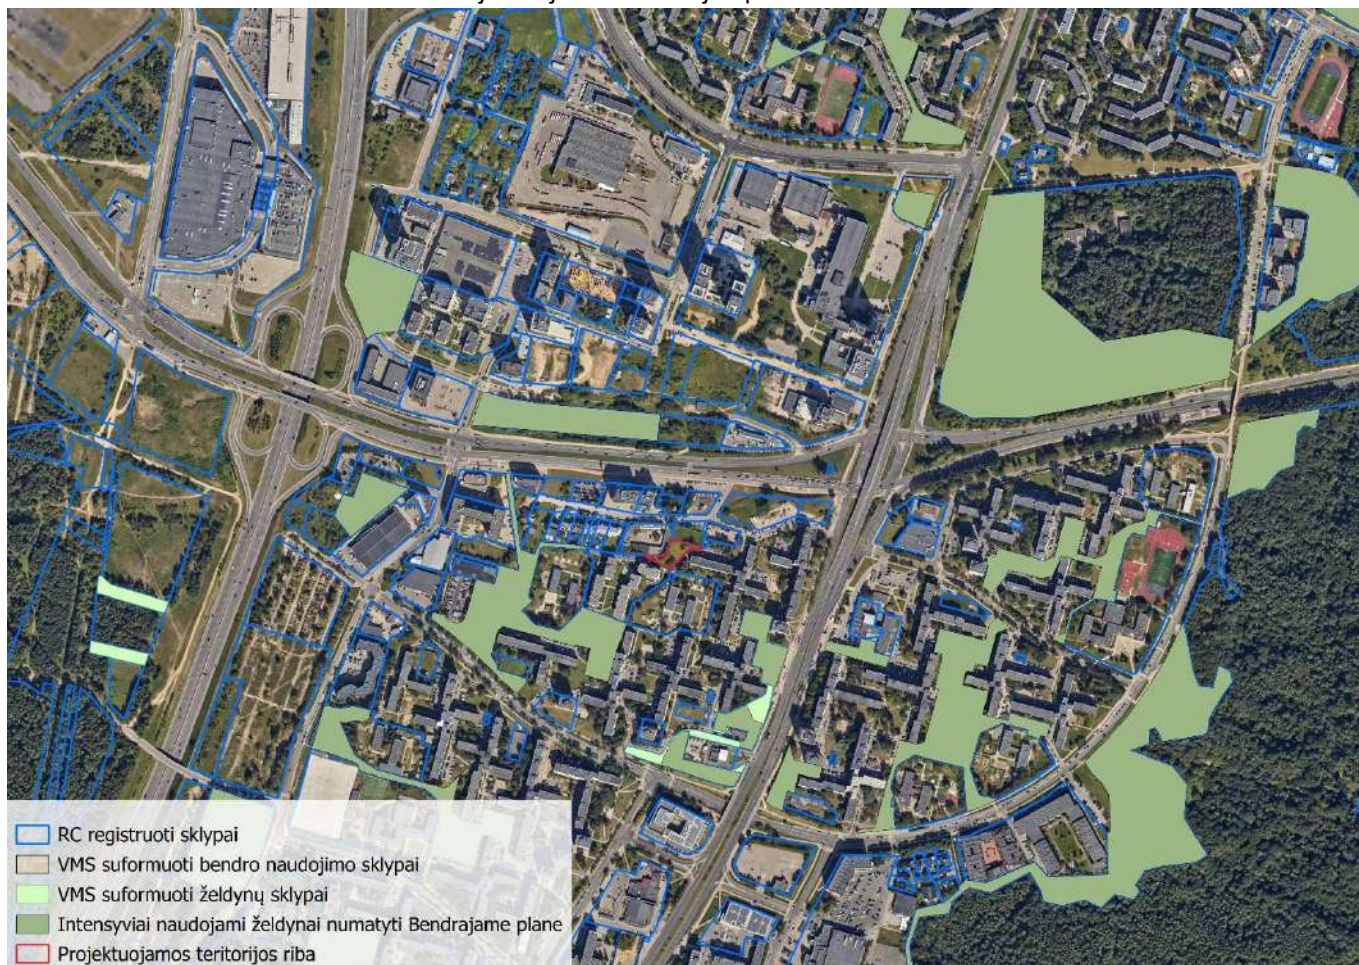 RC registruoti sklypai
VMS suformuoti bendro naudojimo sklypai
VMS suformuoti želdynų sklypai
Intensyviai naudojami želdynai numatyti Bendrajame plane
Projektuojamos teritorijos riba